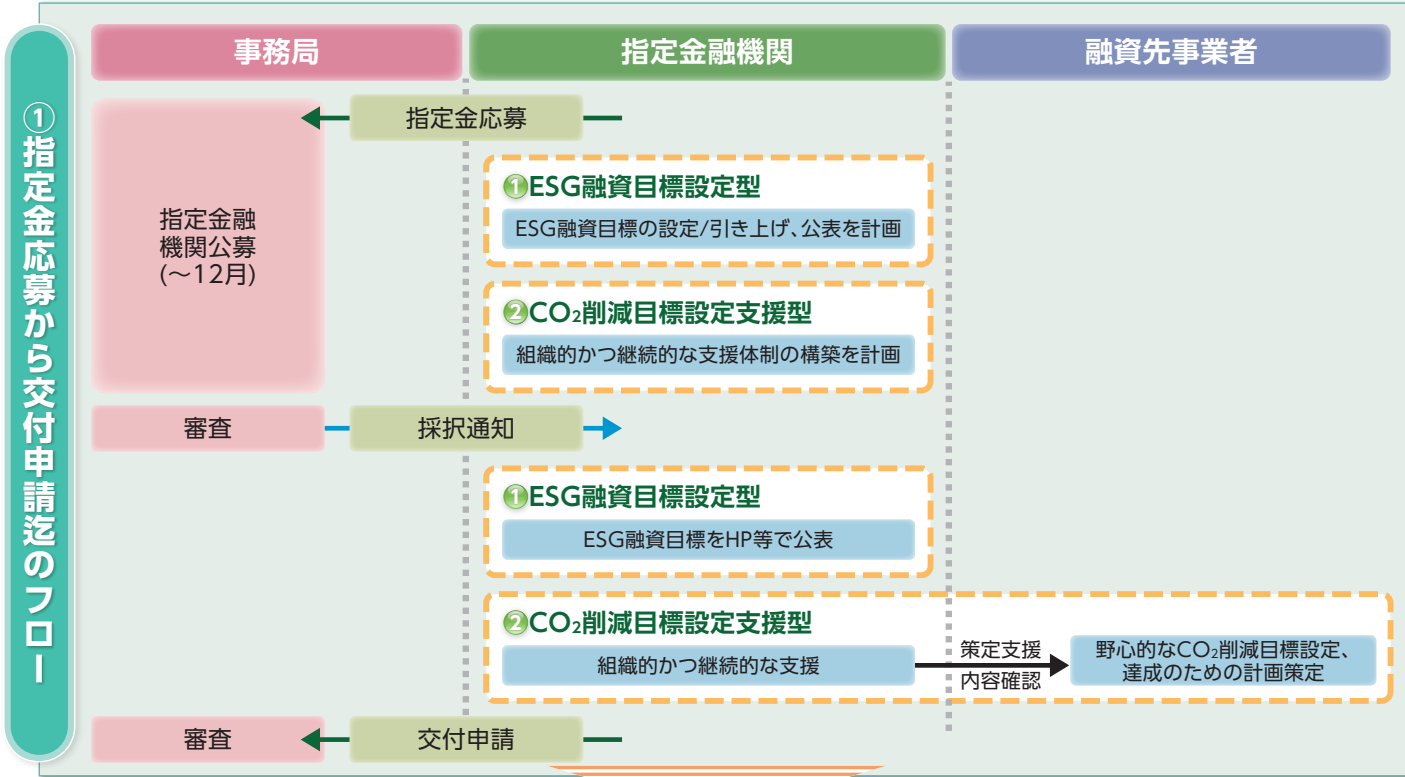 ①指定金応募から交付申請迄のフロー
事務局
指定金融機関
融資先事業者
指定金応募
指定金融
機関公募
(～12月)
❶ESG融資目標設定型
ESG融資目標の設定/引き上げ、公表を計画
❷CO₂削減目標設定支援型
組織的かつ継続的な支援体制の構築を計画
審査
採択通知
❶ESG融資目標設定型
ESG融資目標をHP等で公表
❷CO₂削減目標設定支援型
組織的かつ継続的な支援
策定支援
内容確認
野心的なCO₂削減目標設定、
達成のための計画策定
審査
交付申請